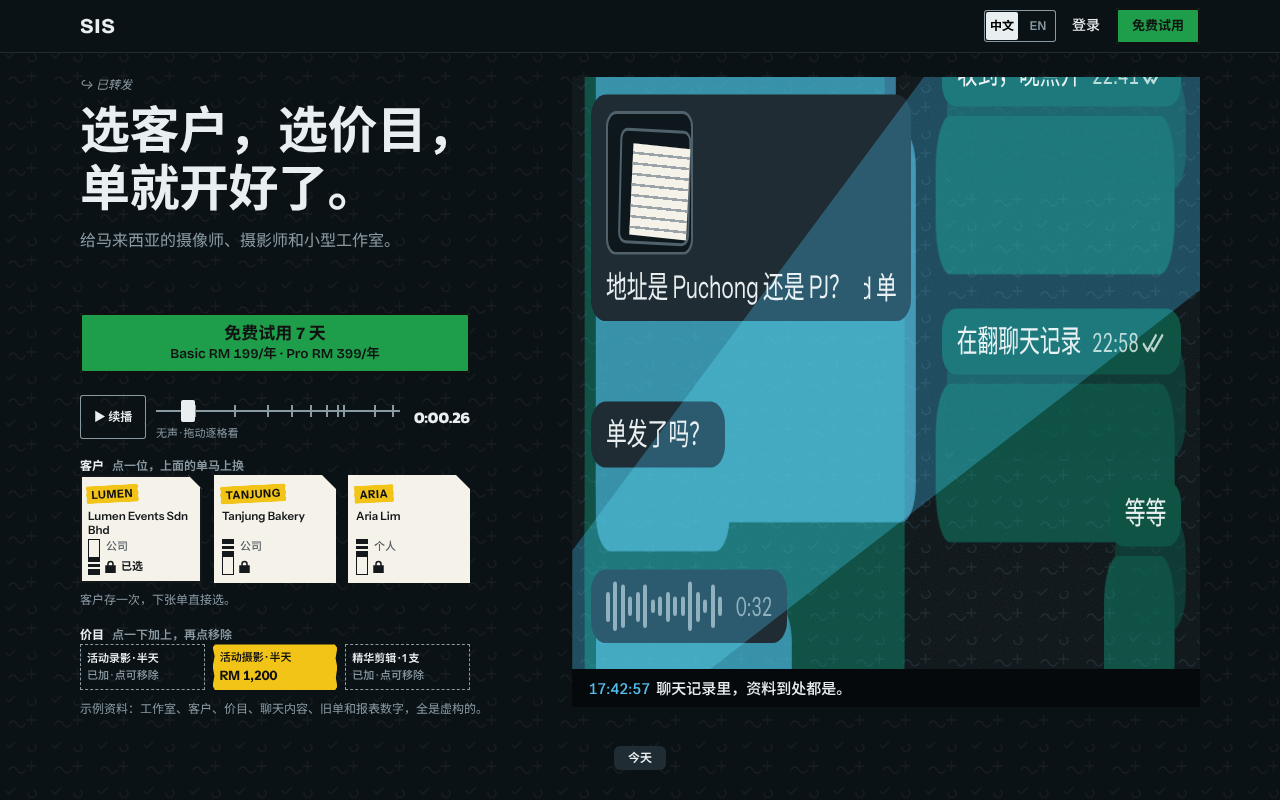 SIS
中文 EN 登录 免费试用
↪ 已转发
选客户，选价目，
单就开好了。
给马来西亚的摄像师、摄影师和小型工作室。
免费试用 7 天
Basic RM 199/年 · Pro RM 399/年
▶ 续播
0:00.26
无声·拖动逐格看
客户 点一位，上面的单马上换
LUMEN
Lumen Events Sdn
Bhd
公司
已选
TANJUNG
Tanjung Bakery
公司
ARIA
Aria Lim
个人
客户存一次，下张单直接选。
价目 点一下加上，再点移除
活动录影·半天
已加·点可移除
活动摄影·半天
RM 1,200
精华剪辑·1支
已加·点可移除
示例资料：工作室、客户、价目、聊天内容、旧单和报表数字，全是虚构的。
22:41
地址是 Puchong 还是 PJ？
单
在翻聊天记录 22:58
单发了吗？
等等
0:32
17:42:57 聊天记录里，资料到处都是。
今天